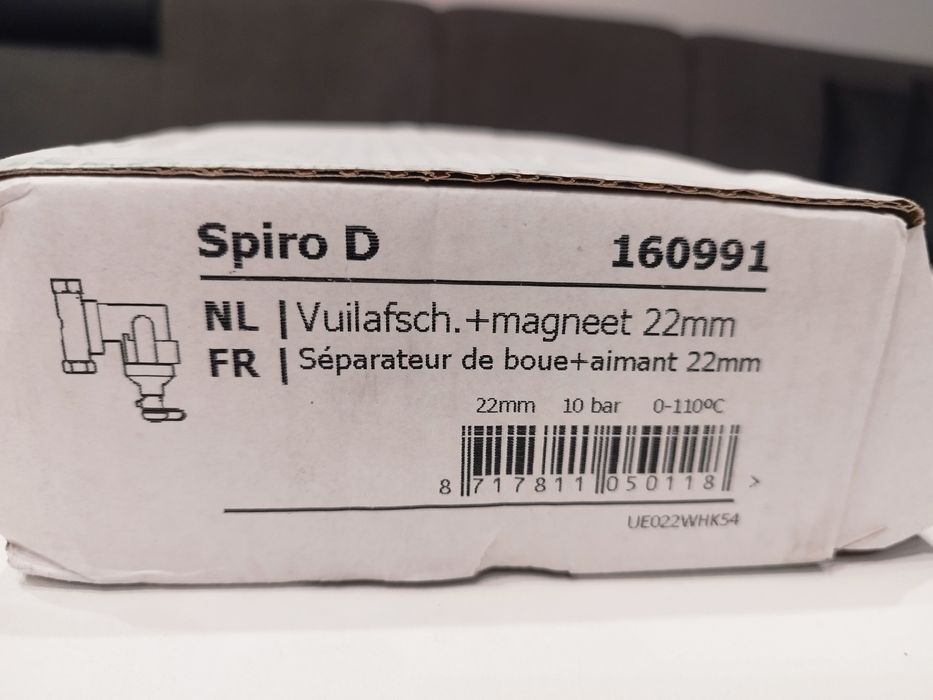 Spiro D 160991
NL | Vuilafsch.+magneet 22mm
FR | Séparateur de boue+aimant 22mm
22mm 10 bar 0-110ºC
8 717811 050118 >
UE022WHK54